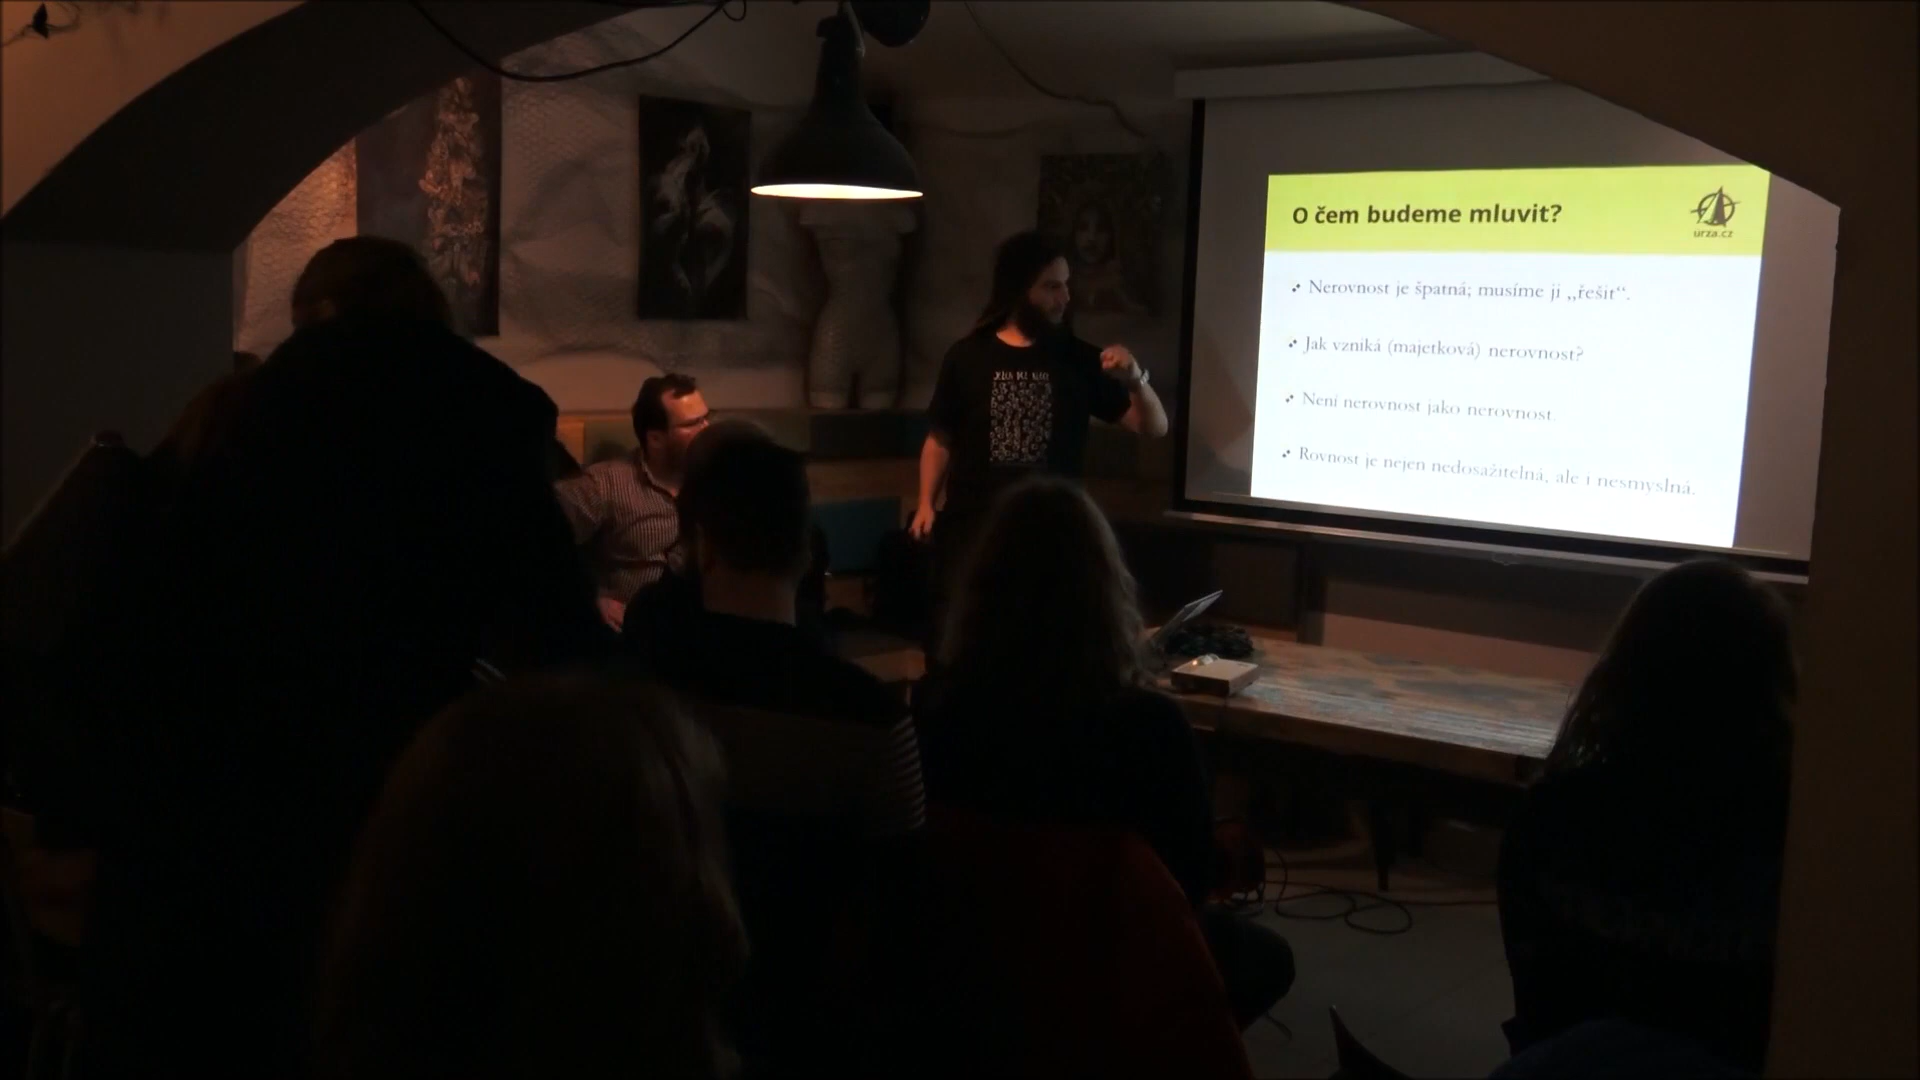 O čem budeme mluvit?
urza.cz
Nerovnost je špatná; musíme ji „řešit“.
Jak vzniká (majetková) nerovnost?
Není nerovnost jako nerovnost.
Rovnost je nejen nedosažitelná, ale i nesmyslná.